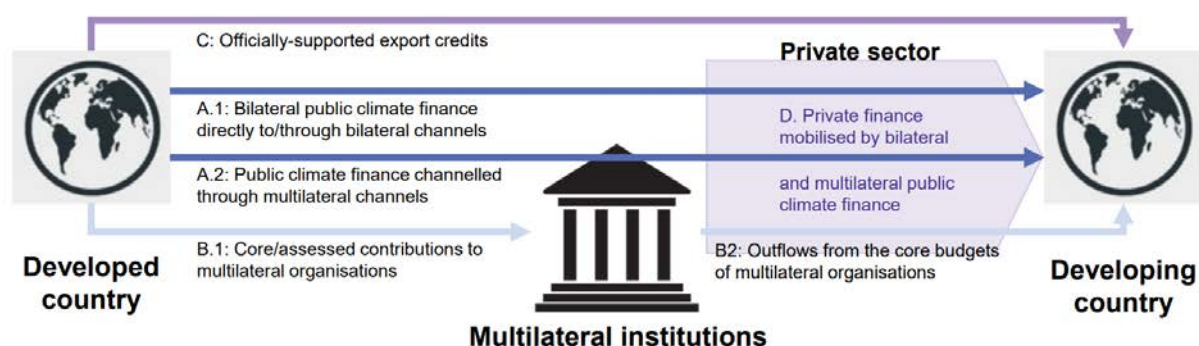 C: Officially-supported export credits
Private sector
A.1: Bilateral public climate finance
directly to/through bilateral channels
D. Private finance
mobilised by bilateral
A.2: Public climate finance channelled
through multilateral channels
and multilateral public
climate finance
B.1: Core/assessed contributions to
multilateral organisations
B2: Outflows from the core budgets
of multilateral organisations
Developed
country
Developing
country
Multilateral institutions